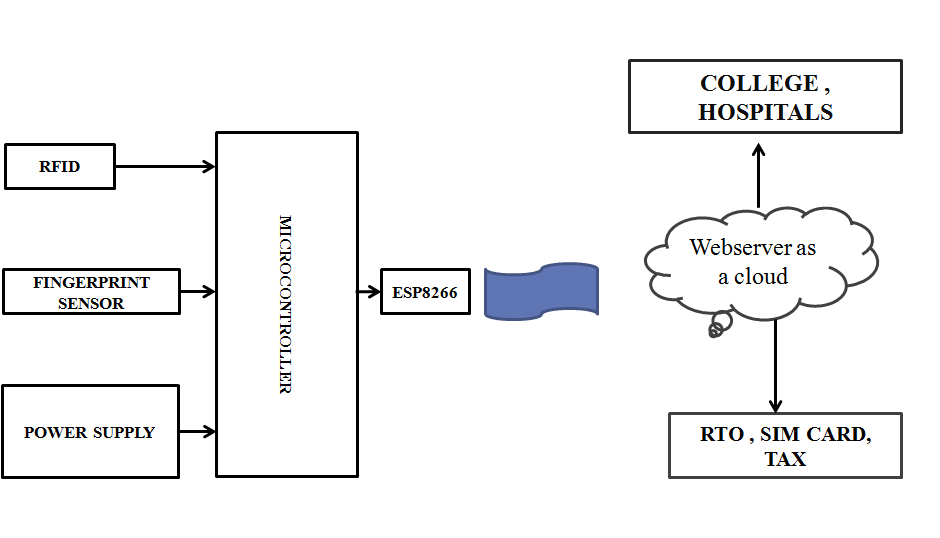 COLLEGE ,
HOSPITALS
RFID
MICROCONTROLLER
Webserver as
a cloud
FINGERPRINT
SENSOR
ESP8266
POWER SUPPLY
RTO , SIM CARD,
TAX